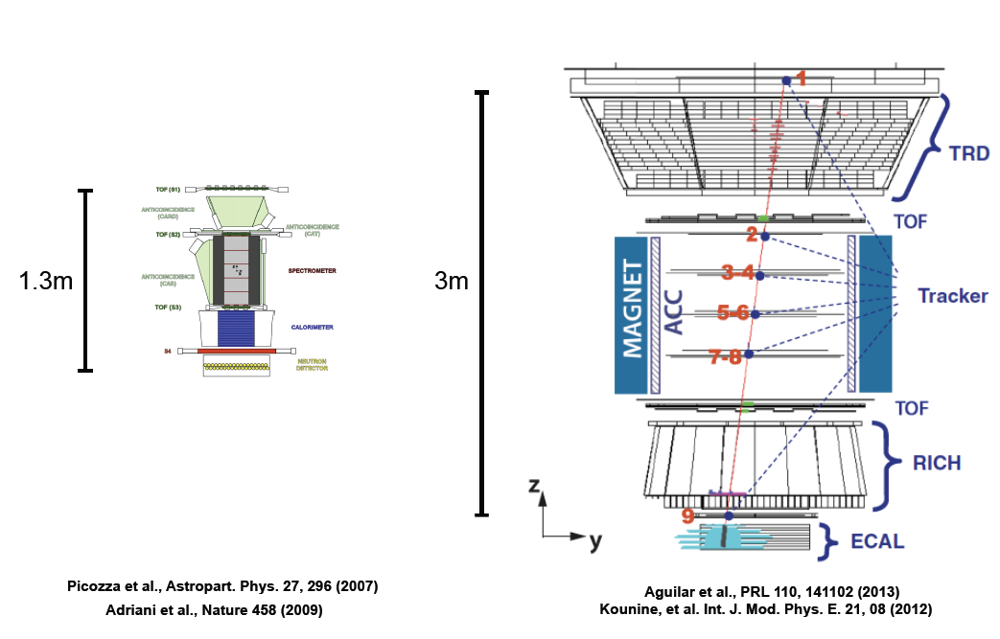 1.3m
TOF (S1)
ANTICOINCIDENCE
(CARD)
ANTICOINCIDENCE
(CAT)
TOF (S2)
SPECTROMETER
ANTICOINCIDENCE
(CAS)
TOF (S3)
CALORIMETER
S4
NEUTRON
DETECTOR
Picozza et al., Astropart. Phys. 27, 296 (2007)
Adriani et al., Nature 458 (2009)
3m
1
TRD
TOF
2
3-4
5-6
7-8
MAGNET
ACC
Tracker
TOF
RICH
9
ECAL
z
y
Aguilar et al., PRL 110, 141102 (2013)
Kounine, et al. Int. J. Mod. Phys. E. 21, 08 (2012)